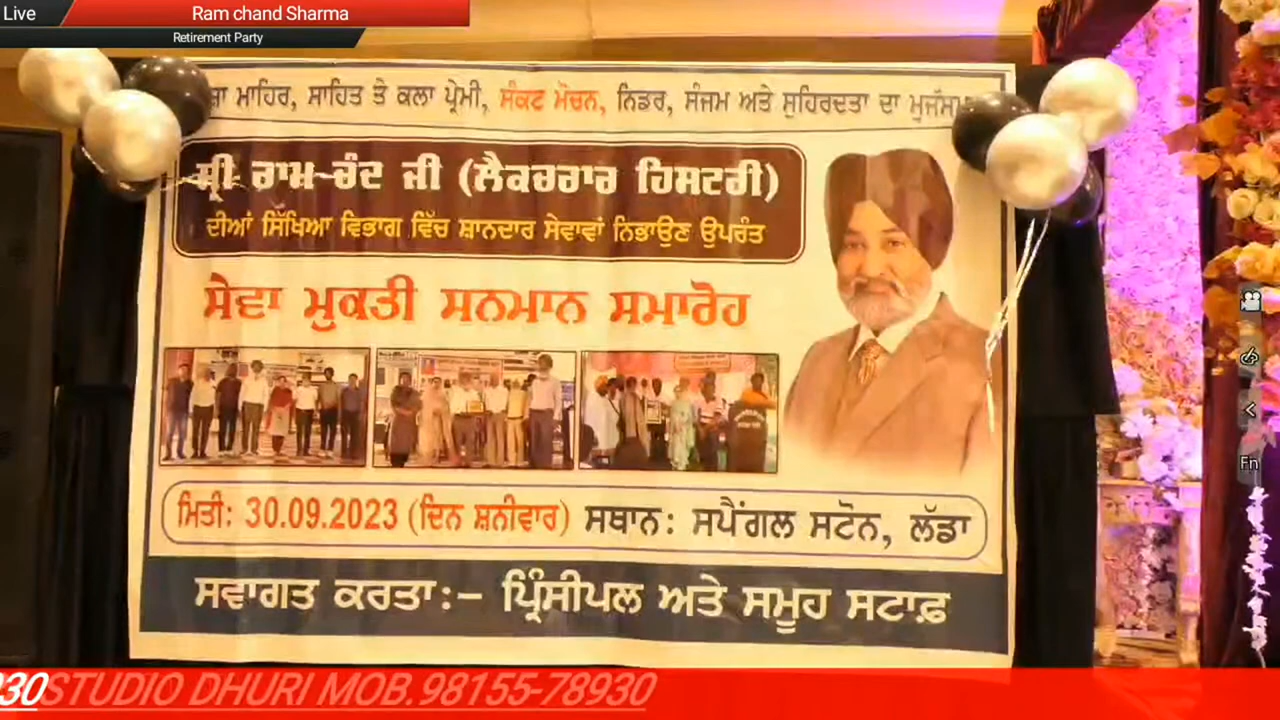 Live Ram chand Sharma
Retirement Party
ਮਾਹਿਰ, ਸਾਹਿਤ ਤੇ ਕਲਾ ਪ੍ਰੇਮੀ, ਸੰਕਟ ਮੋਚਨ, ਨਿਡਰ, ਸੰਜਮ ਅਤੇ ਸੁਹਿਰਦਤਾ ਦਾ
ਸ੍ਰੀ ਰਾਮ ਚੰਦ ਜੀ (ਲੈਕਚਰਾਰ ਹਿਸਟਰੀ)
ਦੀਆਂ ਸਿੱਖਿਆ ਵਿਭਾਗ ਵਿੱਚ ਸ਼ਾਨਦਾਰ ਸੇਵਾਵਾਂ ਨਿਭਾਉਣ ਉਪਰੰਤ
ਸੇਵਾ ਮੁਕਤੀ ਸਨਮਾਨ ਸਮਾਰੋਹ
ਮਿਤੀ: 30.09.2023 (ਦਿਨ ਸ਼ਨੀਵਾਰ) ਸਥਾਨ: ਸਪੈਂਗਲ ਸਟੋਨ, ਲੱਡਾ
ਸਵਾਗਤ ਕਰਤਾ:– ਪ੍ਰਿੰਸੀਪਲ ਅਤੇ ਸਮੂਹ ਸਟਾਫ਼
Fn
930 STUDIO DHURI MOB.98155-78930